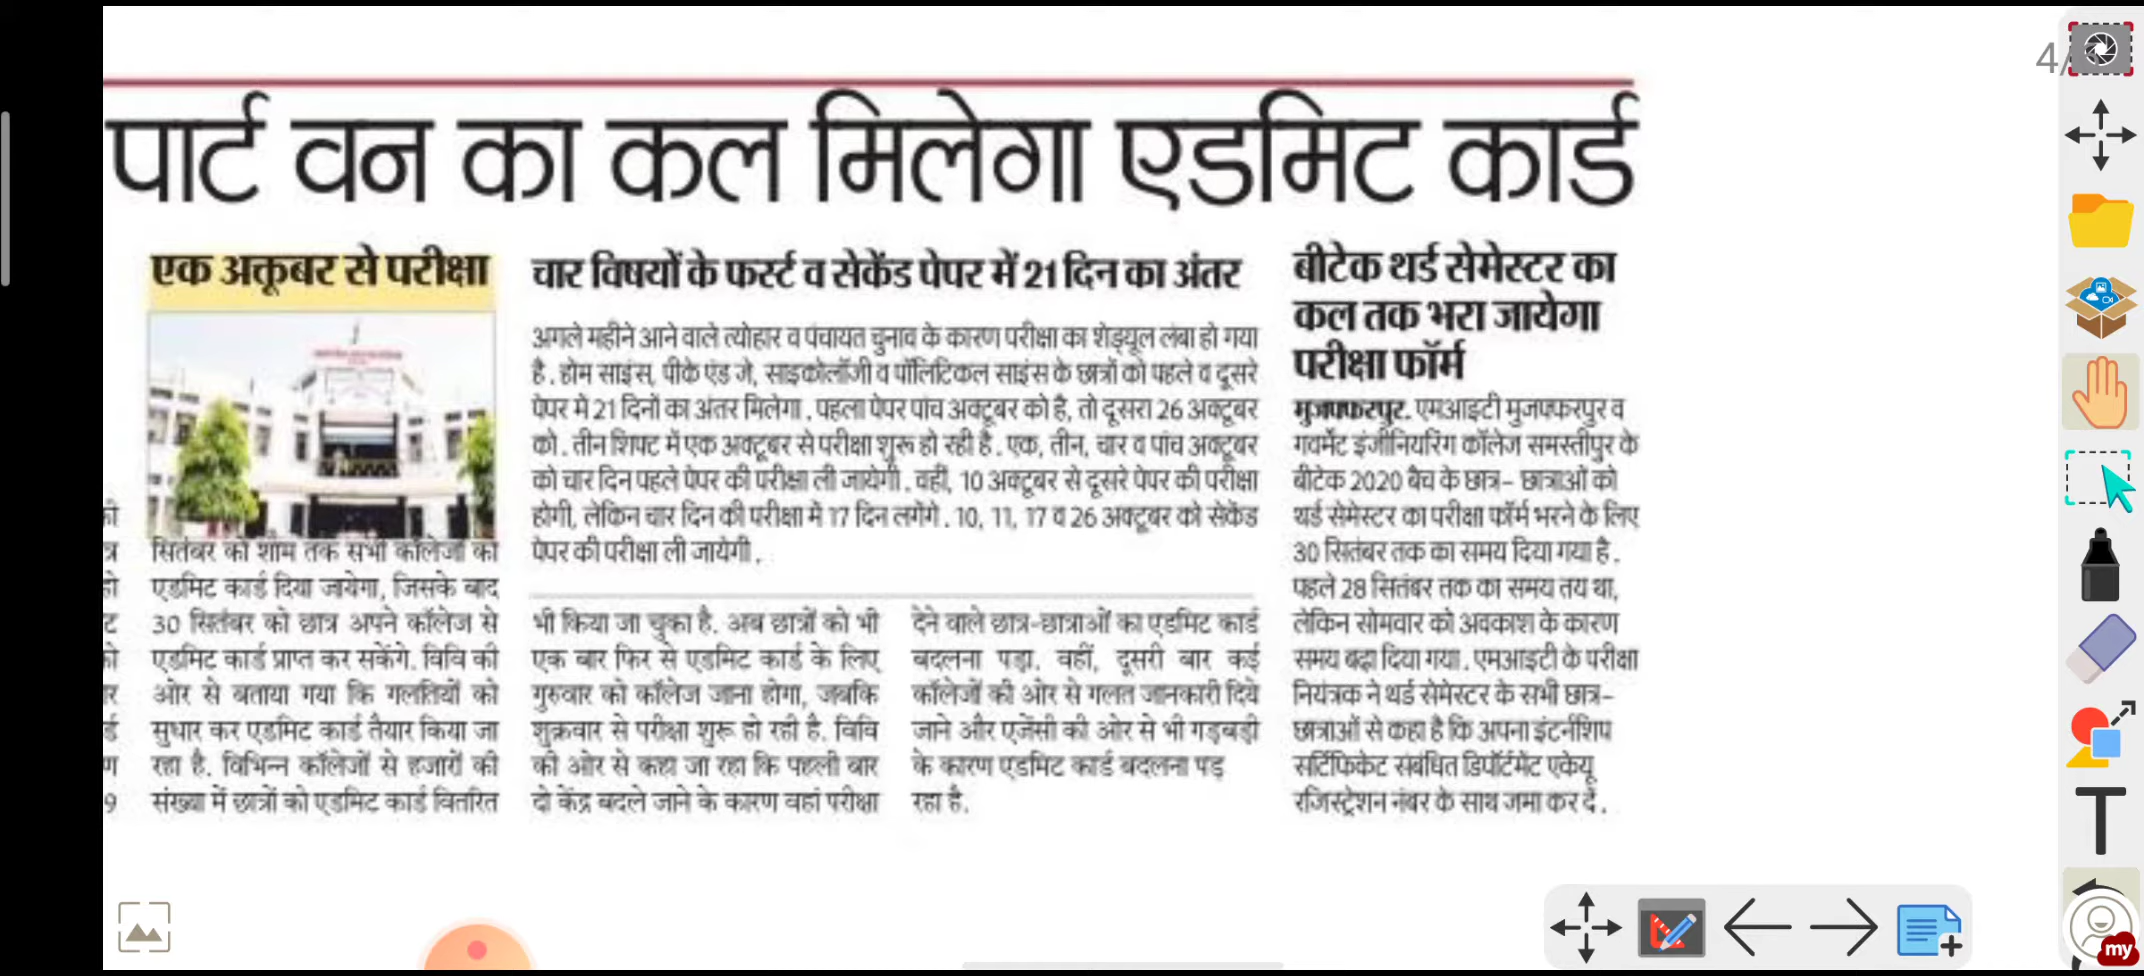 4/
पार्ट वन का कल मिलेगा एडमिट कार्ड
एक अक्तूबर से परीक्षा
सितंबर को शाम तक सभी कॉलेजों को
एडमिट कार्ड दिया जायेगा, जिसके बाद
30 सितंबर को छात्र अपने कॉलेज से
एडमिट कार्ड प्राप्त कर सकेंगे. विवि की
ओर से बताया गया कि गलतियों को
सुधार कर एडमिट कार्ड तैयार किया जा
रहा है. विभिन्न कॉलेजों से हजारों की
संख्या में छात्रों को एडमिट कार्ड वितरित
चार विषयों के फर्स्ट व सेकेंड पेपर में 21 दिन का अंतर
अगले महीने आने वाले त्योहार व पंचायत चुनाव के कारण परीक्षा का शेड्यूल लंबा हो गया
है. होम साइंस, पीके एंड जे, साइकोलॉजी व पॉलिटिकल साइंस के छात्रों को पहले व दूसरे
पेपर में 21 दिनों का अंतर मिलेगा. पहला पेपर पांच अक्टूबर को है, तो दूसरा 26 अक्टूबर
को. तीन शिफ्ट में एक अक्टूबर से परीक्षा शुरू हो रही है. एक, तीन, चार व पांच अक्टूबर
को चार दिन पहले पेपर की परीक्षा ली जायेगी. वहीं, 10 अक्टूबर से दूसरे पेपर की परीक्षा
होगी, लेकिन चार दिन की परीक्षा में 17 दिन लगेंगे. 10, 11, 17 व 26 अक्टूबर को सेकेंड
पेपर की परीक्षा ली जायेगी.
भी किया जा चुका है. अब छात्रों को भी
एक बार फिर से एडमिट कार्ड के लिए
गुरुवार को कॉलेज जाना होगा, जबकि
शुक्रवार से परीक्षा शुरू हो रही है. विवि
की ओर से कहा जा रहा कि पहली बार
दो केंद्र बदले जाने के कारण वहां परीक्षा
देने वाले छात्र-छात्राओं का एडमिट कार्ड
बदलना पड़ा. वहीं, दूसरी बार कई
कॉलेजों की ओर से गलत जानकारी दिये
जाने और एजेंसी की ओर से भी गड़बड़ी
के कारण एडमिट कार्ड बदलना पड़
रहा है.
बीटेक थर्ड सेमेस्टर का
कल तक भरा जायेगा
परीक्षा फॉर्म
मुजफ्फरपुर. एमआइटी मुजफ्फरपुर व
गवर्मेंट इंजीनियरिंग कॉलेज समस्तीपुर के
बीटेक 2020 बैच के छात्र- छात्राओं को
थर्ड सेमेस्टर का परीक्षा फॉर्म भरने के लिए
30 सितंबर तक का समय दिया गया है.
पहले 28 सितंबर तक का समय तय था,
लेकिन सोमवार को अवकाश के कारण
समय बढ़ा दिया गया. एमआइटी के परीक्षा
नियंत्रक ने थर्ड सेमेस्टर के सभी छात्र-
छात्राओं से कहा है कि अपना इंटर्नशिप
सर्टिफिकेट संबंधित डिपॉर्टमेंट एकेयू
रजिस्ट्रेशन नंबर के साथ जमा कर दें.
T
my